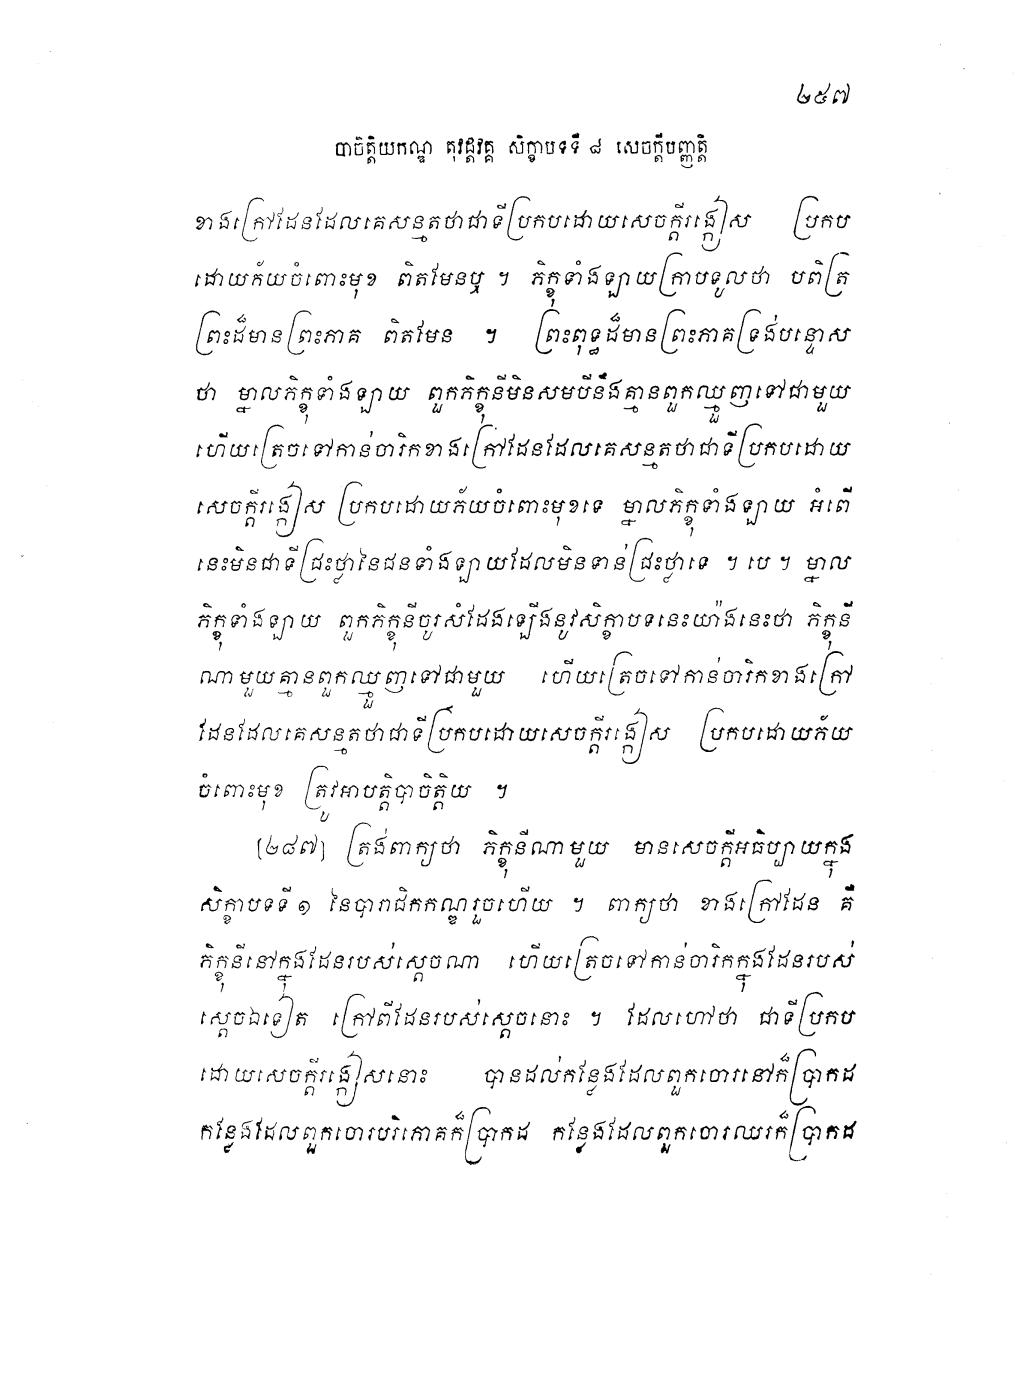 ២៥៧
បាចិត្តិយកណ្ឌ តុវដ្តវគ្គ សិក្ខាបទទី ៨ សេចក្តីបញ្ញត្តិ
ខាងក្រៅដែនដែលគេសន្មតថាជាទីប្រកបដោយសេចក្តីរង្កៀស ប្រកប
ដោយភ័យចំពោះមុខ ពិតមែនឬ ។ ភិក្ខុទាំងឡាយក្រាបទូលថា បពិត្រ
ព្រះដ៏មានព្រះភាគ ពិតមែន ។ ព្រះពុទ្ធដ៏មានព្រះភាគទ្រង់បន្ទោស
ថា ម្នាលភិក្ខុទាំងឡាយ ពួកភិក្ខុនីមិនសមបើនឹងគ្មានពួកឈ្មួញទៅជាមួយ
ហើយត្រេចទៅកាន់ចារិកខាងក្រៅដែនដែលគេសន្មតថាជាទីប្រកបដោយ
សេចក្តីរង្កៀស ប្រកបដោយភ័យចំពោះមុខទេ ម្នាលភិក្ខុទាំងឡាយ អំពើ
នេះមិនជាទីជ្រះថ្លានៃជនទាំងឡាយដែលមិនទាន់ជ្រះថ្លាទេ ។ បេ ។ ម្នាល
ភិក្ខុទាំងឡាយ ពួកភិក្ខុនីចូរសំដែងឡើងនូវសិក្ខាបទនេះយ៉ាងនេះថា ភិក្ខុនី
ណាមួយគ្មានពួកឈ្មួញទៅជាមួយ ហើយត្រេចទៅកាន់ចារិកខាងក្រៅ
ដែនដែលគេសន្មតថាជាទីប្រកបដោយសេចក្តីរង្កៀស ប្រកបដោយភ័យ
ចំពោះមុខ ត្រូវអាបត្តិបាចិត្តិយ ។
[២៨៧] ត្រង់ពាក្យថា ភិក្ខុនីណាមួយ មានសេចក្តីអធិប្បាយក្នុង
សិក្ខាបទទី ១ នៃបារាជិកកណ្ឌរួចហើយ ។ ពាក្យថា ខាងក្រៅដែន គឺ
ភិក្ខុនីនៅក្នុងដែនរបស់ស្តេចណា ហើយត្រេចទៅកាន់ចារិកក្នុងដែនរបស់
ស្តេចឯទៀត ក្រៅពីដែនរបស់ស្តេចនោះ ។ ដែលហៅថា ជាទីប្រកប
ដោយសេចក្តីរង្កៀសនោះ បានដល់កន្លែងដែលពួកចោរនៅក៏ប្រាកដ
កន្លែងដែលពួកចោរបរិភោគក៏ប្រាកដ កន្លែងដែលពួកចោរឈរក៏ប្រាកដ